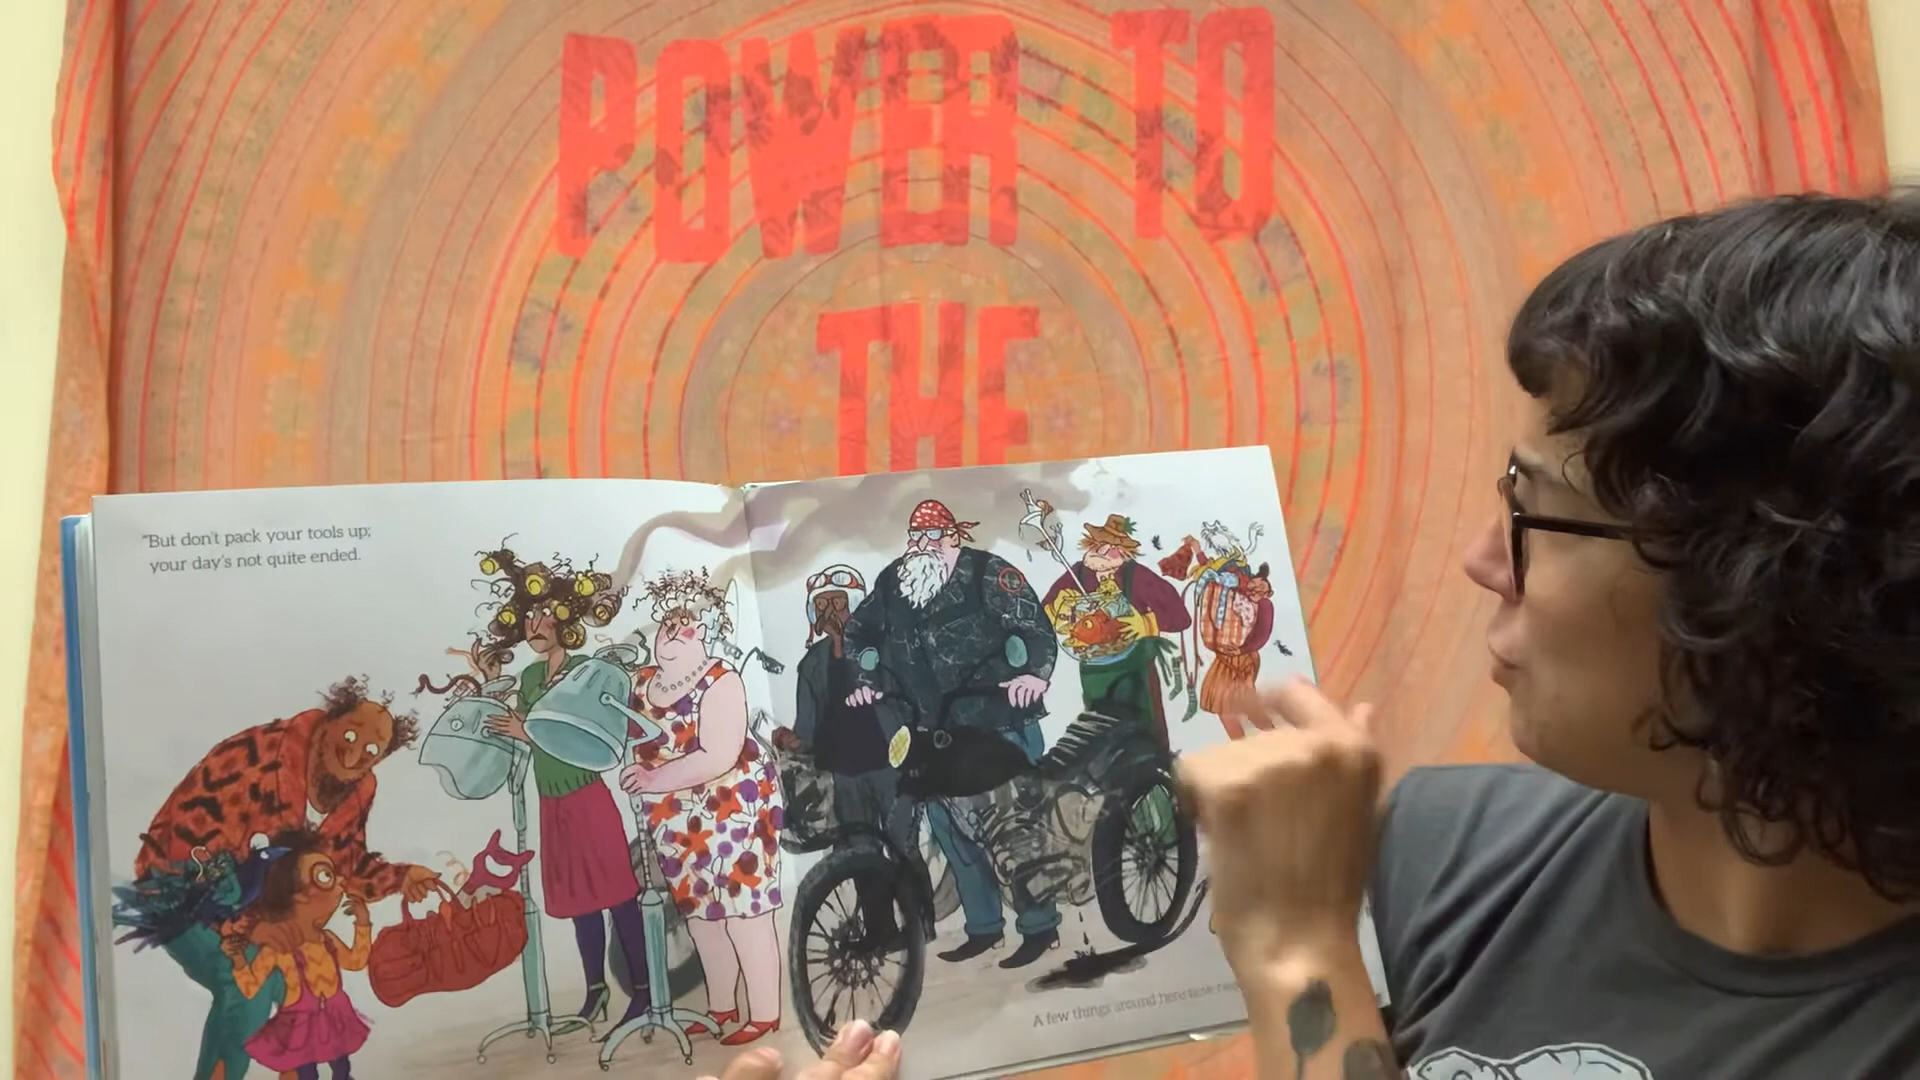 POWER TO
THE
"But don't pack your tools up;
your day's not quite ended.
A few things around here